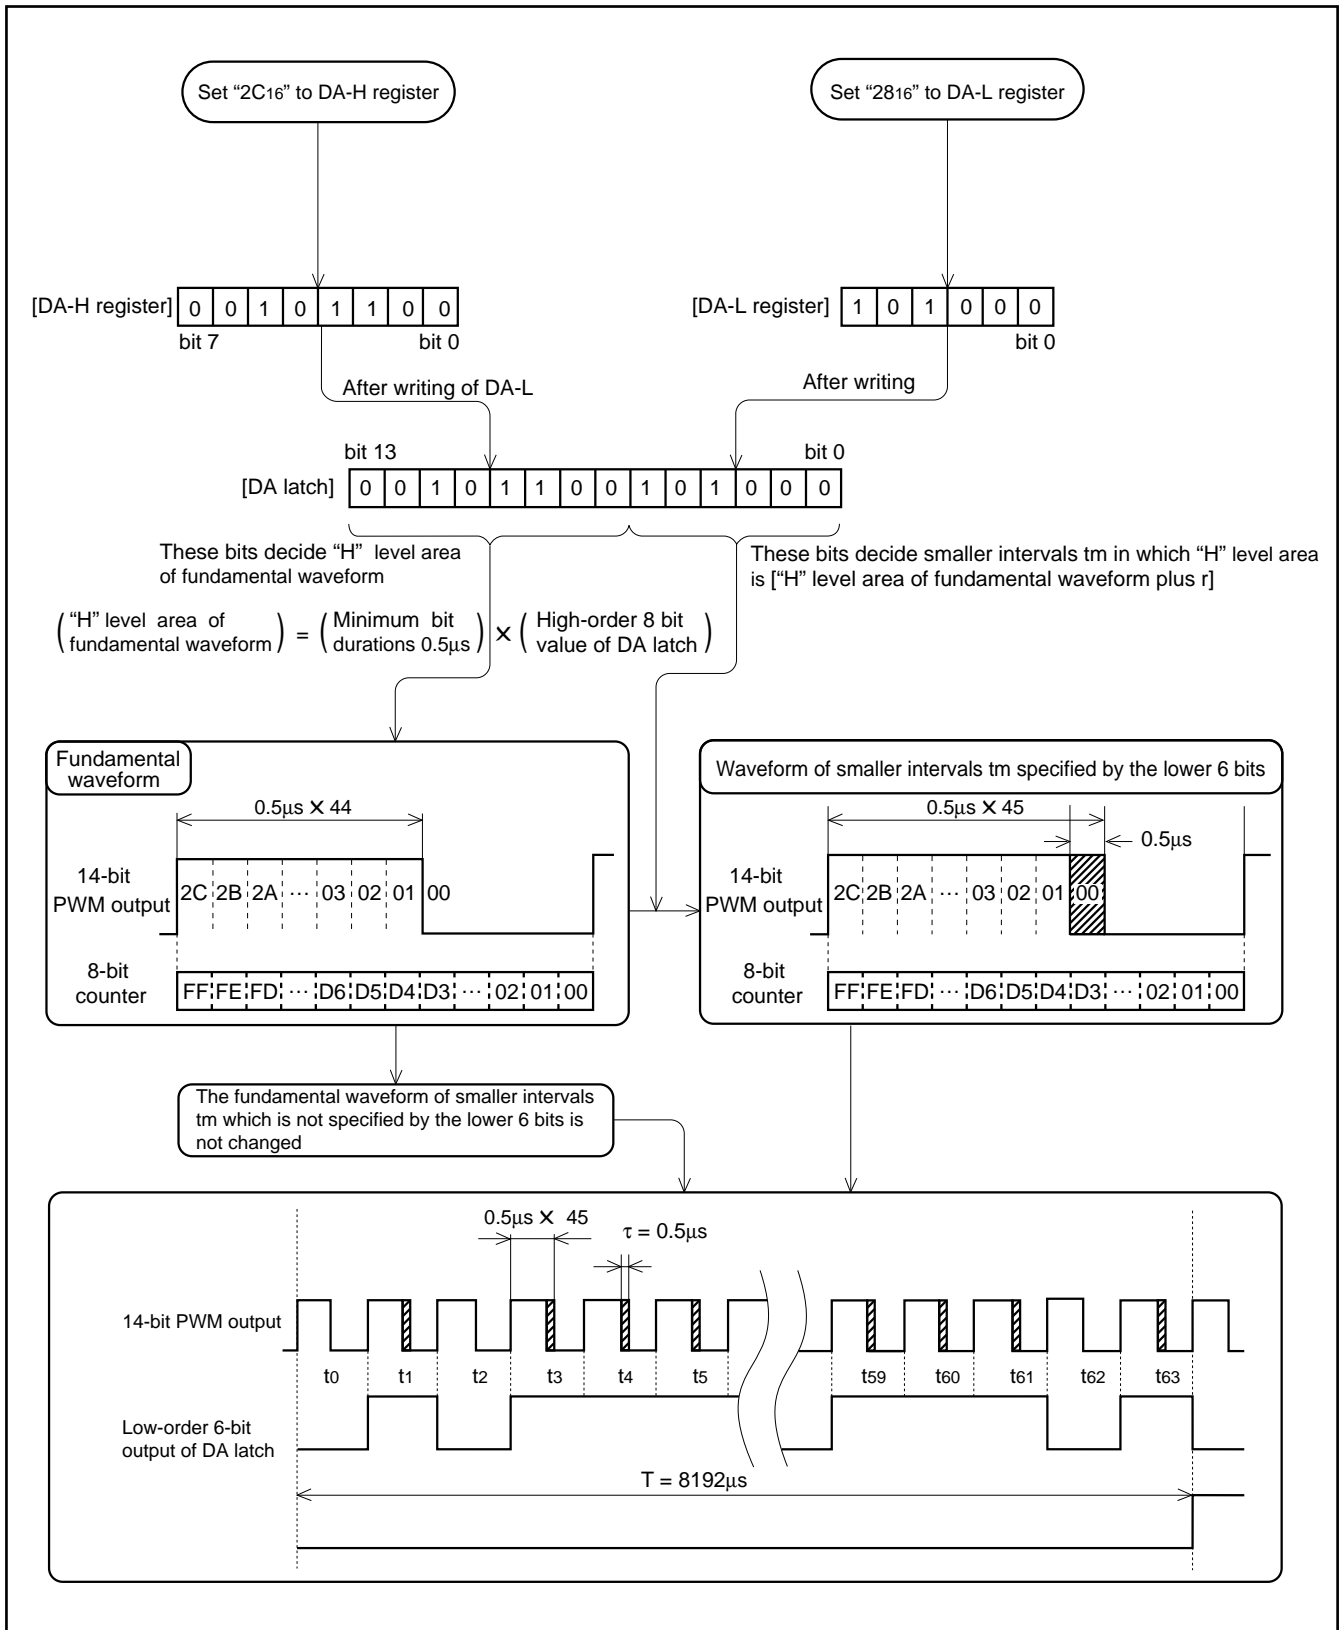 Set “2C16” to DA-H register
Set “2816” to DA-L register
[DA-H register] 0 0 1 0 1 1 0 0
bit 7 bit 0
[DA-L register] 1 0 1 0 0 0
bit 0
After writing of DA-L
After writing
bit 13 bit 0
[DA latch] 0 0 1 0 1 1 0 0 1 0 1 0 0 0
These bits decide “H” level area
of fundamental waveform
These bits decide smaller intervals tm in which “H” level area
is [“H” level area of fundamental waveform plus r]
( “H” level area of
fundamental waveform ) = ( Minimum bit
durations 0.5µs ) × ( High-order 8 bit
value of DA latch )
Fundamental
waveform
0.5µs × 44
14-bit
PWM output
2C 2B 2A ··· 03 02 01 00
8-bit
counter
FF FE FD ··· D6 D5 D4 D3 ··· 02 01 00
Waveform of smaller intervals tm specified by the lower 6 bits
0.5µs × 45
0.5µs
14-bit
PWM output
2C 2B 2A ··· 03 02 01 00
8-bit
counter
FF FE FD ··· D6 D5 D4 D3 ··· 02 01 00
The fundamental waveform of smaller intervals
tm which is not specified by the lower 6 bits is
not changed
0.5µs × 45
τ = 0.5µs
14-bit PWM output
t0 t1 t2 t3 t4 t5 t59 t60 t61 t62 t63
Low-order 6-bit
output of DA latch
T = 8192µs